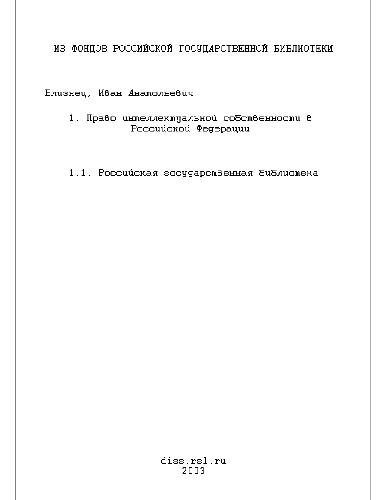 ИЗ ФОНДОВ РОССИЙСКОЙ ГОСУДАРСТВЕННОЙ БИБЛИОТЕКИ
Близнец, Иван Анатольевич
1. Право интеллектуальной собственности в
Российской Федерации
1.1. Российская государственная библиотека
diss.rsl.ru
2003